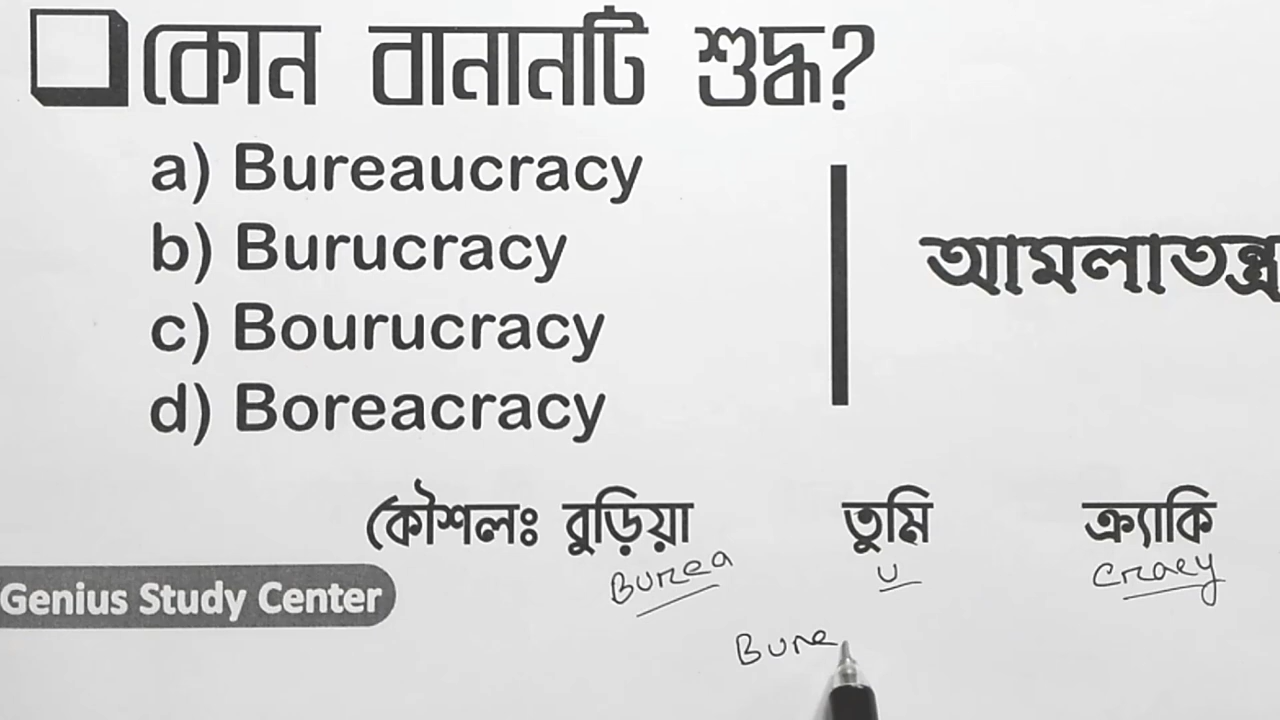 কোন বানানটি শুদ্ধ?
a) Bureaucracy
b) Burucracy
c) Bourucracy
d) Boreacracy
আমলাতন্ত্র
কৌশলঃ বুড়িয়া তুমি ক্র্যাকি
Burea U Cracy
Genius Study Center
Bure